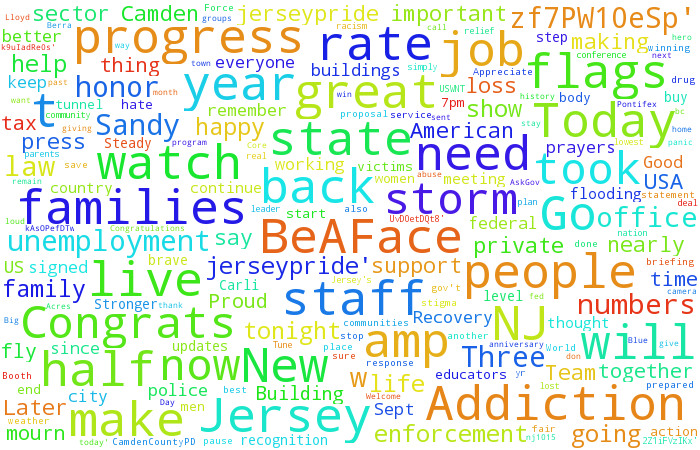 sector Camden Force groups jerseypride important zf7PW10eSp'
Lloyd Berra racism call relief step making hero winning
better k9uIadReOs' progress rate job conference next
help thing everyone buildings way simply USNT Appreciate drug
keep past town win flags Pontifex
want tunnel hate honor year great history body buy
community month remember proposal service sent loss show 7pm bc
tax giving Sandy happy state American stay Today home
press Steady program Core real need prayers lowest panic
law parents save watch working victims women meeting abuse AskGov Good statement
remain country continue back storm plan took USA deal
families leader also start UvDOetDQt8' federal flooding GO office
loud kAsOPefDTw Congratulations BeAFace private done nation nearly
unemployment say
US signed brave jerseypride' support people level fed briefing time
family live Stronger thank Carli Jersey's stigma gov't camera
Big Acres Proud staff Recovery another anniversary numbers
Congrats tonight communities amp NJ thought World Blue give
fly since updates Tune place stop response sure Three yr don will
Booth half now New Welcome w life educators Team together
end city police Building best Addiction lost prepared
Later make men Day Jersey Sept enforcement fair going action
mourn weather today' CamdenCountyPD pause recognition nj1015 2Z1iFVz1Kx